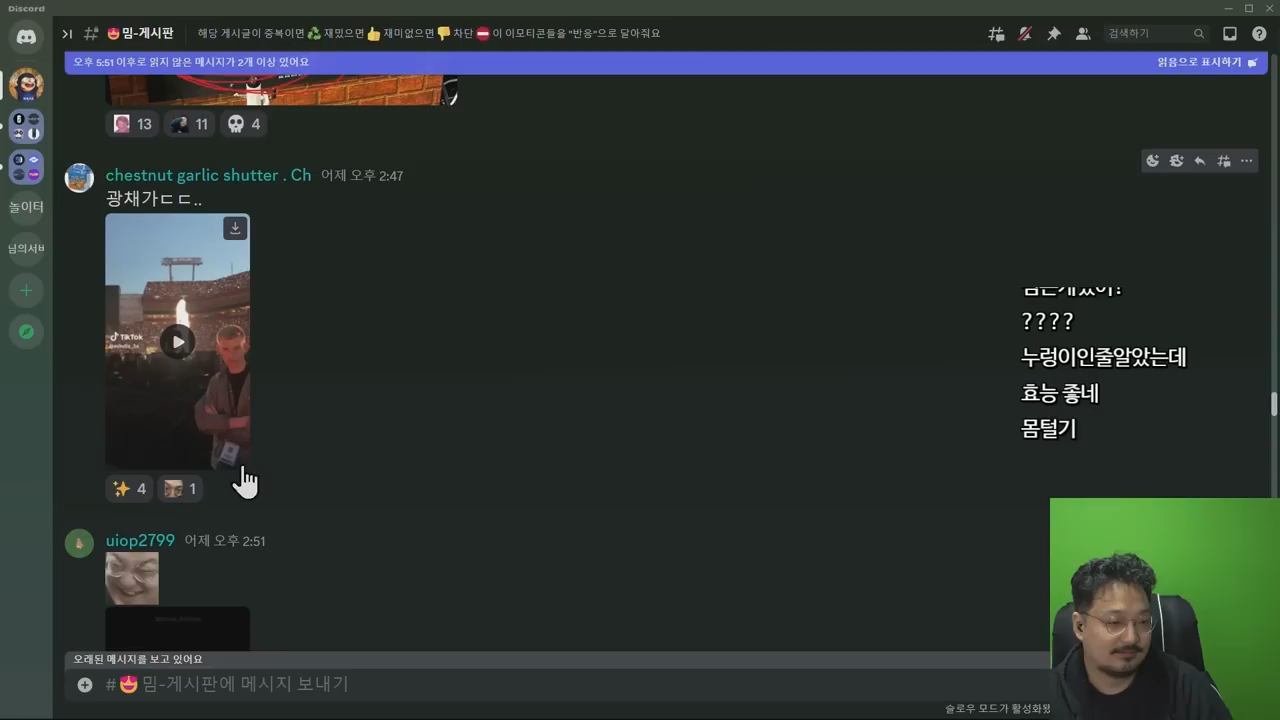 Discord
밈-게시판
해당 게시글이 중복이면 ♻️ 재밌으면 👍 재미없으면 👎 차단 ⛔ 이 이모티콘들을 "반응"으로 달아줘요
검색하기
오후 5:51 이후로 읽지 않은 메시지가 2개 이상 있어요
읽음으로 표시하기
13
11
4
chestnut garlic shutter . Ch 어제 오후 2:47
광채가ㄷㄷ..
TikTok
4
1
uiop2799 어제 오후 2:51
놀이터
님의서버
????
누렁이인줄알았는데
효능 좋네
몸털기
오래된 메시지를 보고 있어요
#😍밈-게시판에 메시지 보내기
슬로우 모드가 활성화됐